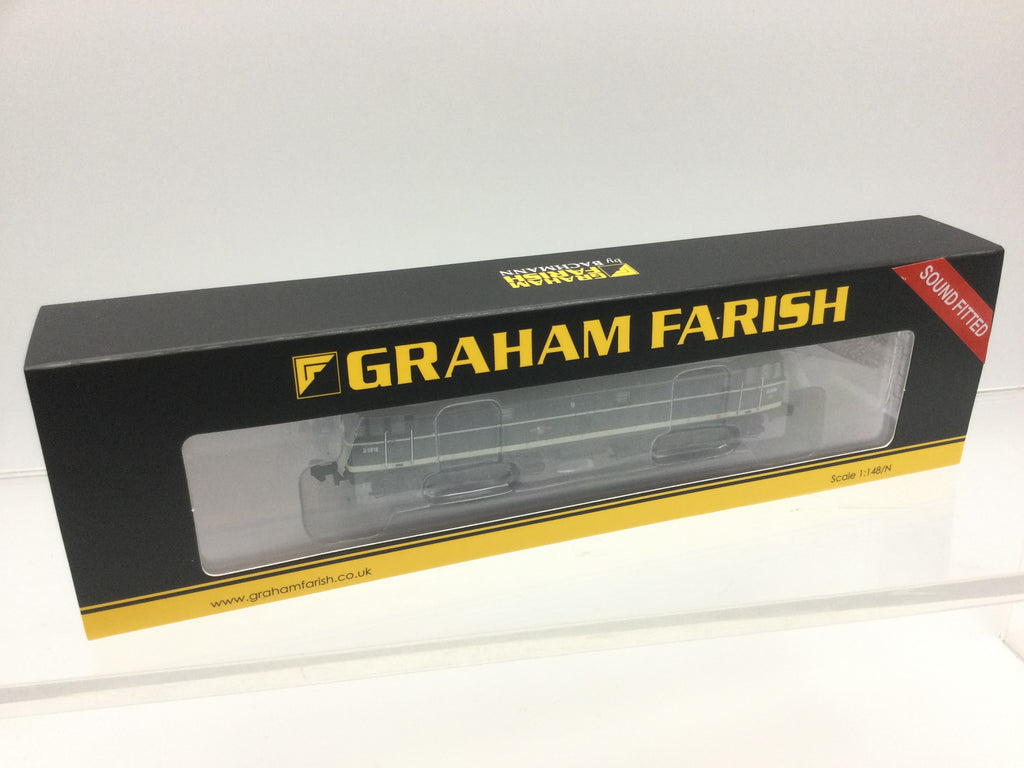 GRAHAM
FARISH
by BACHMANN
GRAHAM FARISH
SOUND FITTED
Scale 1:148/N
www.grahamfarish.co.uk